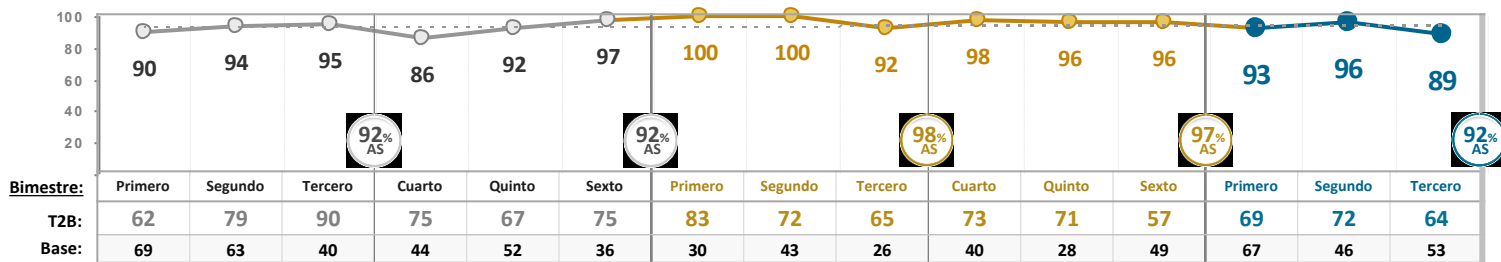 100
80
60
40
20
90 94 95 86 92 97 100 100 92 98 96 96 93 96 89
92% AS 92% AS 98% AS 97% AS 92% AS
Bimestre: Primero Segundo Tercero Cuarto Quinto Sexto Primero Segundo Tercero Cuarto Quinto Sexto Primero Segundo Tercero
T2B: 62 79 90 75 67 75 83 72 65 73 71 57 69 72 64
Base: 69 63 40 44 52 36 30 43 26 40 28 49 67 46 53